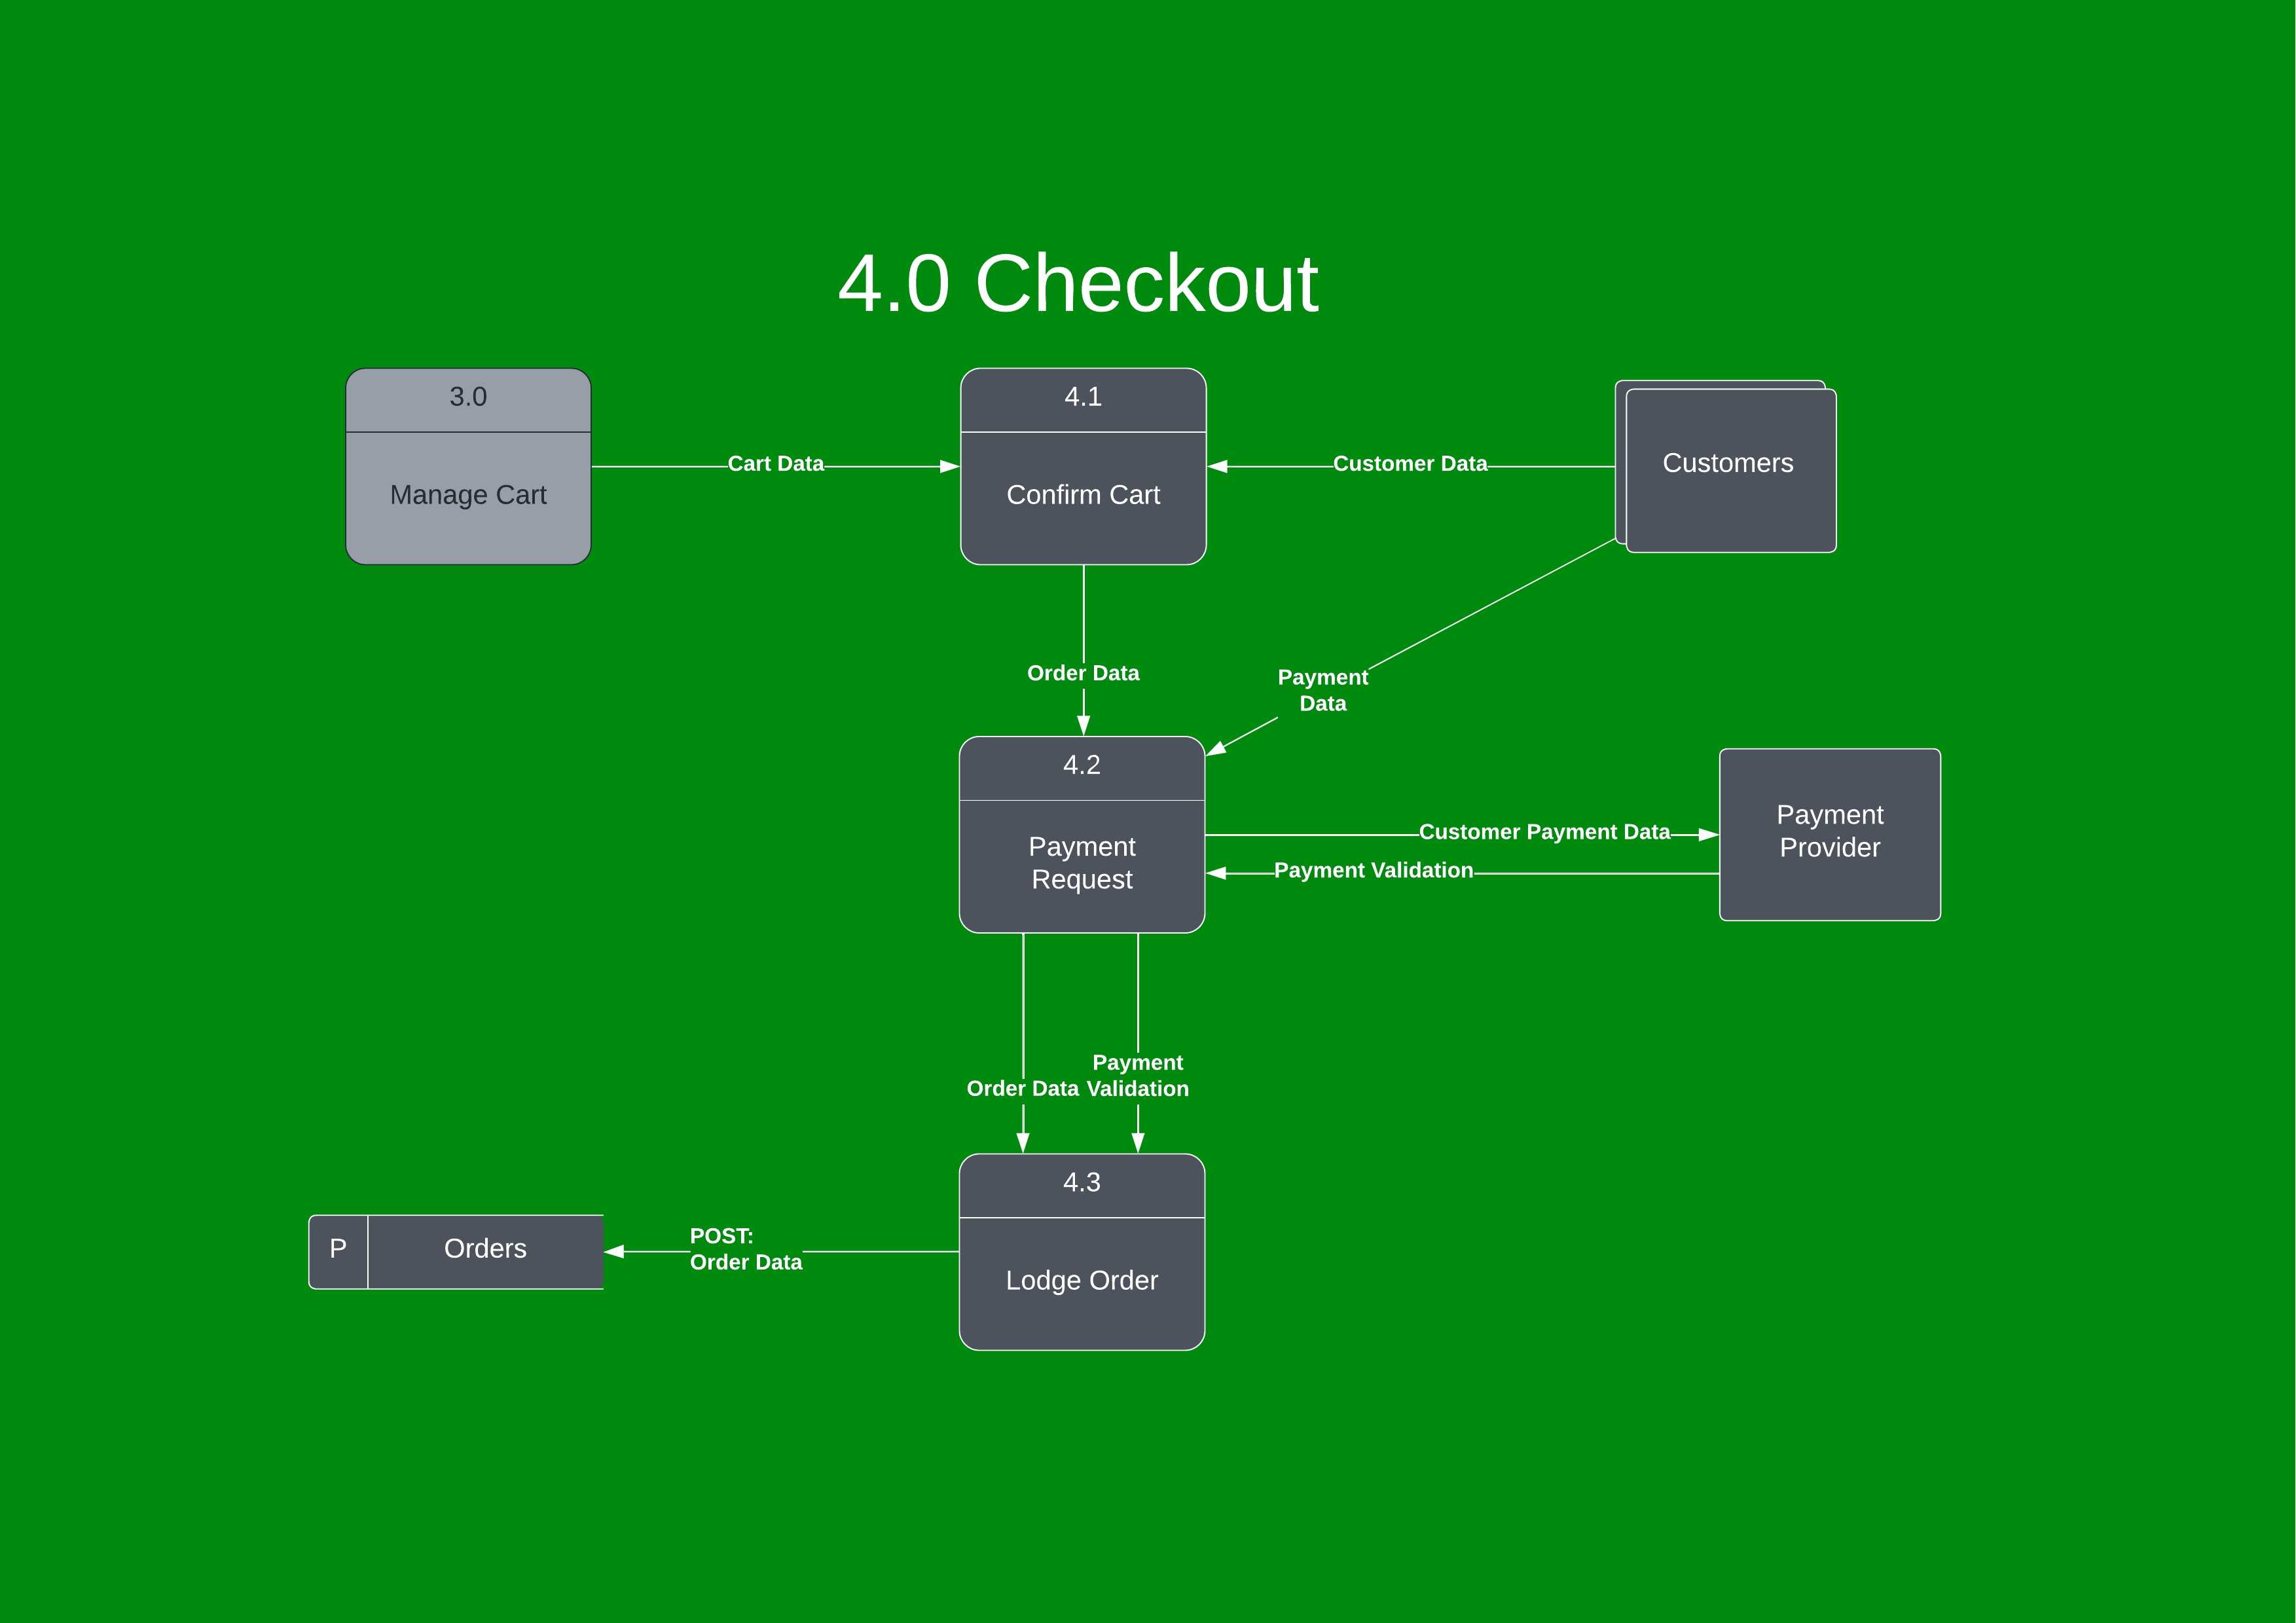 4.0 Checkout
3.0
Manage Cart
Cart Data
4.1
Confirm Cart
Customer Data
Customers
Order Data
Payment
Data
4.2
Payment
Request
Customer Payment Data
Payment Validation
Payment
Provider
Order Data
Payment
Validation
4.3
Lodge Order
POST:
Order Data
P
Orders